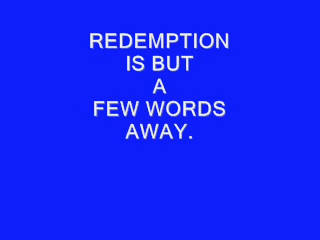 REDEMPTION
IS BUT
A
FEW WORDS
AWAY.